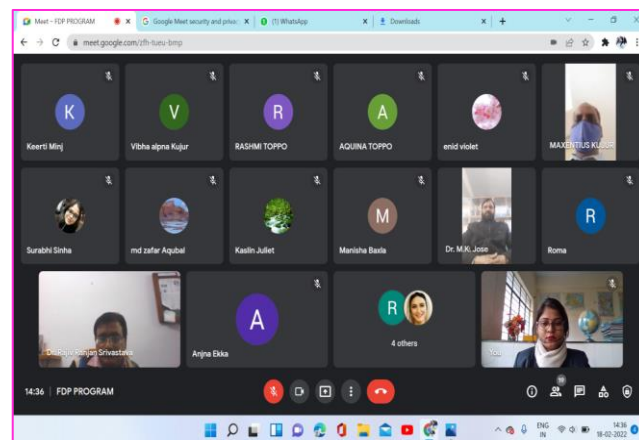 Meet – FDP PROGRAM
Google Meet security and privac
(1) WhatsApp
Downloads
meet.google.com/zfh-tueu-bmp
K
V
R
A
Keerti Minj
Vibha alpna Kujur
RASHMI TOPPO
AQUINA TOPPO
enid violet
MAXENTIUS KUJUR
M
R
Surabhi Sinha
md zafar Aqubal
Kaslin Juliet
Manisha Baxla
Dr. M.K. Jose
Roma
A
R
Dr. Rajiv Ranjan Srivastaka
Anjna Ekka
4 others
You
14:36 | FDP PROGRAM
ENG
IN
14:36
18-02-2022